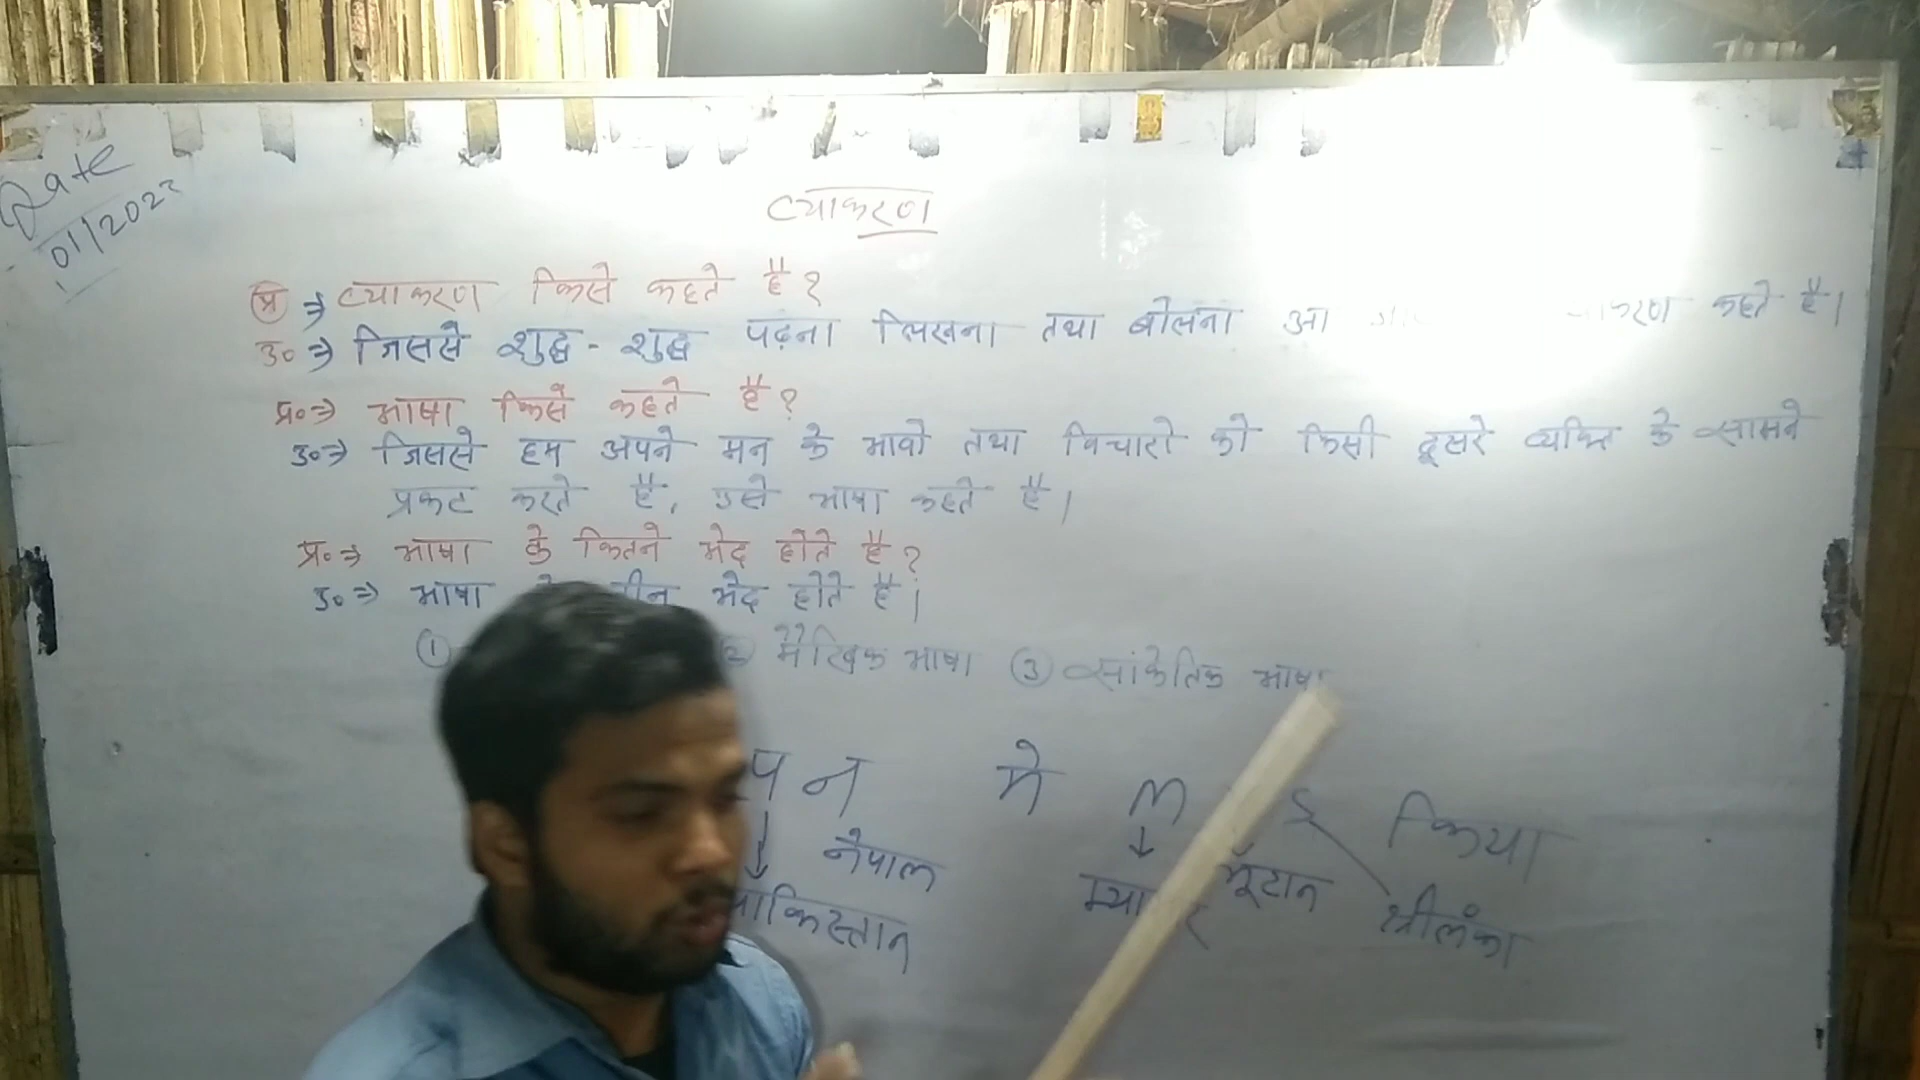 Date
01/2023
व्याकरण
प्र ⇒ व्याकरण किसे कहते हैं?
उ० ⇒ जिससे शुद्ध - शुद्ध पढ़ना लिखना तथा बोलना आ कहते हैं।
प्र०⇒ भाषा किसे कहते हैं?
उ०⇒ जिससे हम अपने मन के भावो तथा विचारो को किसी दूसरे व्यक्ति के सामने
प्रकट करते हैं, उसे भाषा कहते हैं।
प्र०⇒ भाषा के कितने भेद होते हैं?
उ०⇒ भाषा तीन भेद होते हैं।
① ② मौखिक भाषा ③ सांकेतिक भाषा
प न मे m S किया
↓ नेपाल ↓ भूटान श्रीलंका
पाकिस्तान